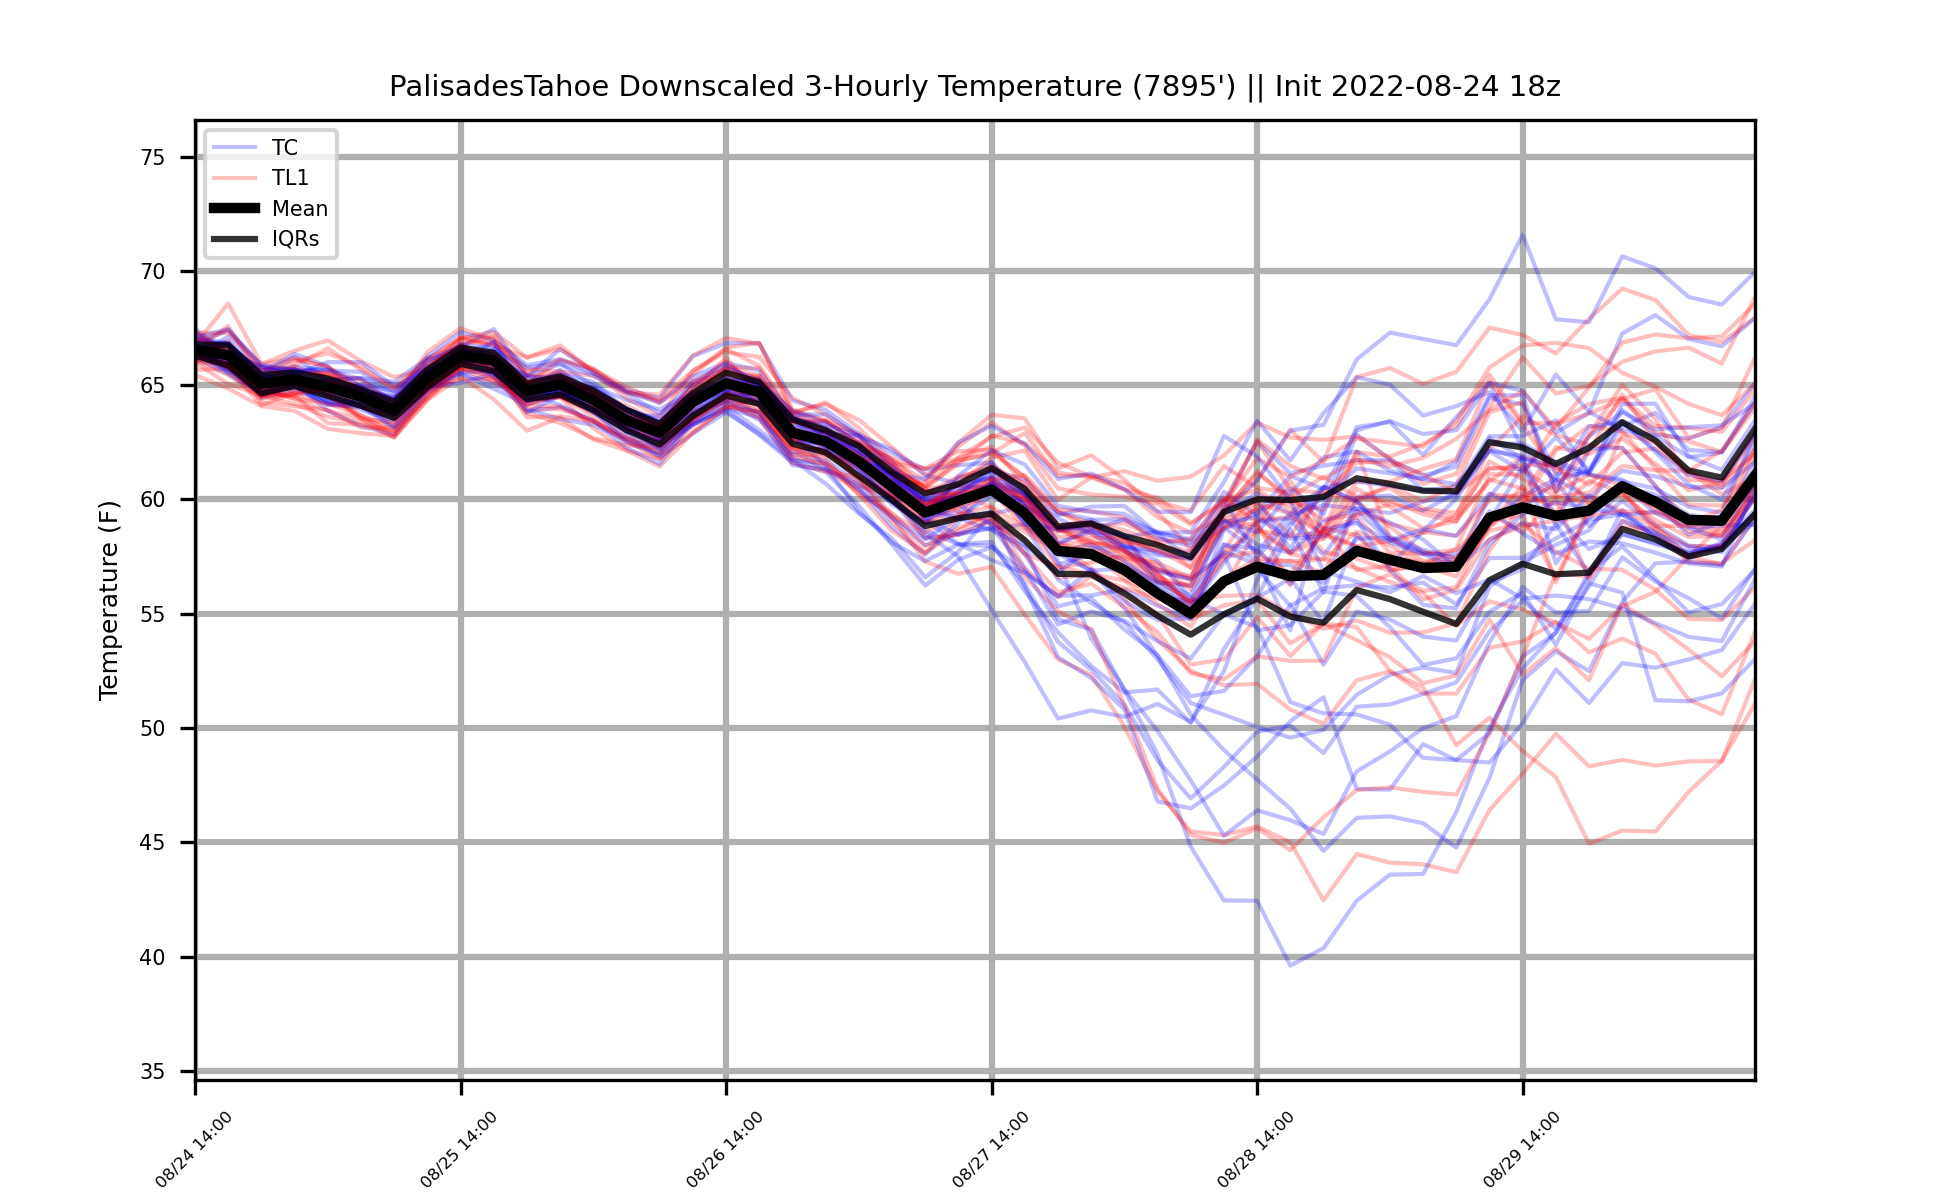 PalisadesTahoe Downscaled 3-Hourly Temperature (7895') || Init 2022-08-24 18z
TC
TL1
Mean
IQRs
Temperature (F)
75
70
65
60
55
50
45
40
35
08/24 14:00
08/25 14:00
08/26 14:00
08/27 14:00
08/28 14:00
08/29 14:00